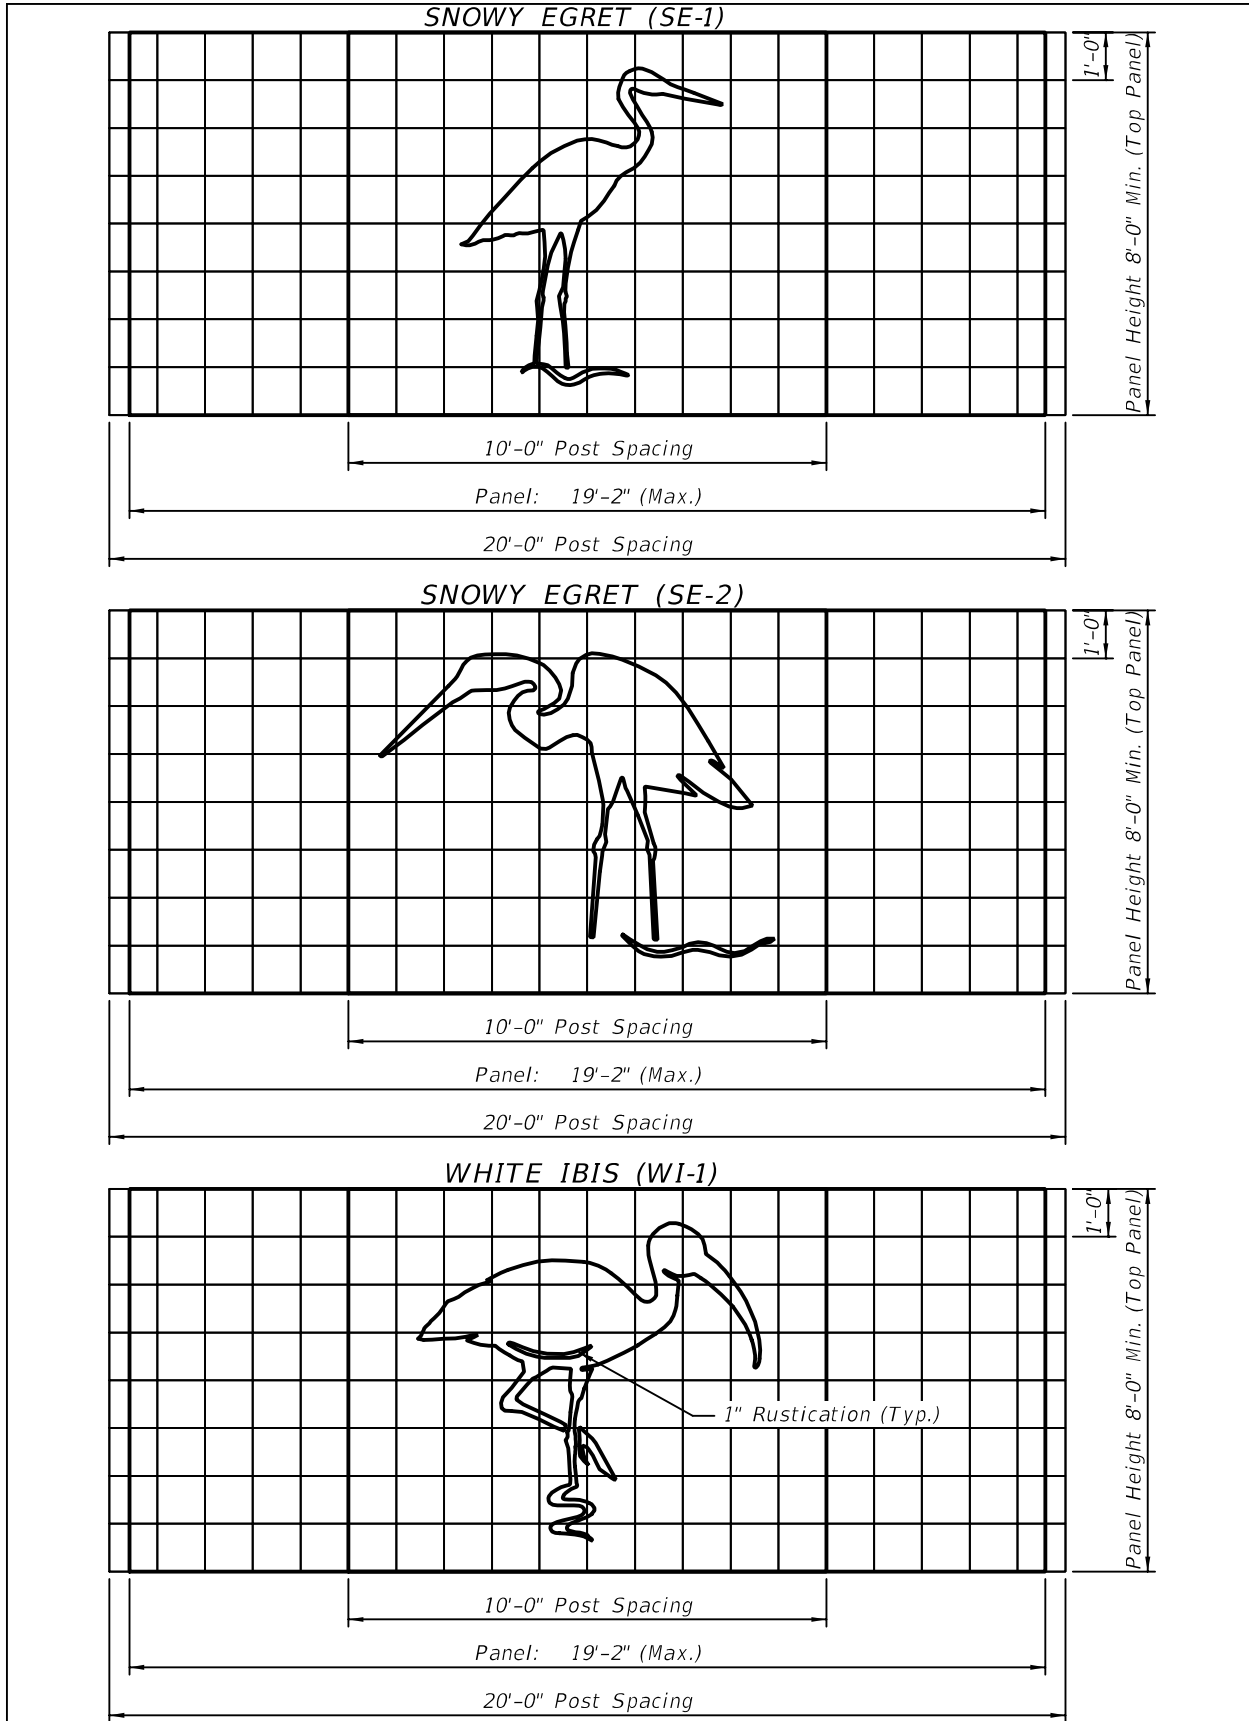 SNOWY EGRET (SE-1)
1'-0"
Panel Height 8'-0" Min. (Top Panel)
10'-0" Post Spacing
Panel: 19'-2" (Max.)
20'-0" Post Spacing
SNOWY EGRET (SE-2)
1'-0"
Panel Height 8'-0" Min. (Top Panel)
10'-0" Post Spacing
Panel: 19'-2" (Max.)
20'-0" Post Spacing
WHITE IBIS (WI-1)
1'-0"
Panel Height 8'-0" Min. (Top Panel)
1" Rustication (Typ.)
10'-0" Post Spacing
Panel: 19'-2" (Max.)
20'-0" Post Spacing